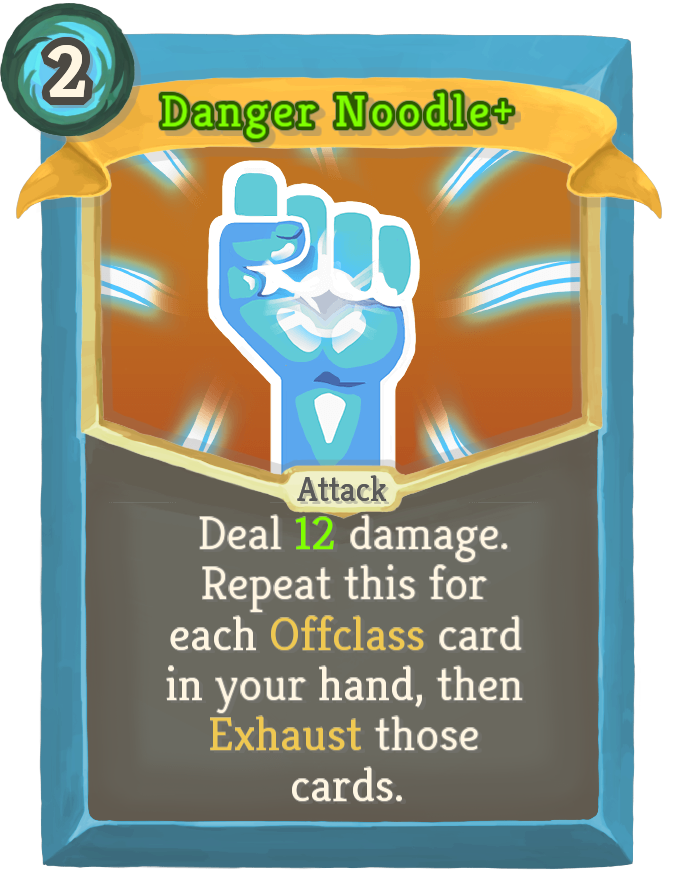 2
Danger Noodle+
Attack
Deal 12 damage.
Repeat this for
each Offclass card
in your hand, then
Exhaust those
cards.